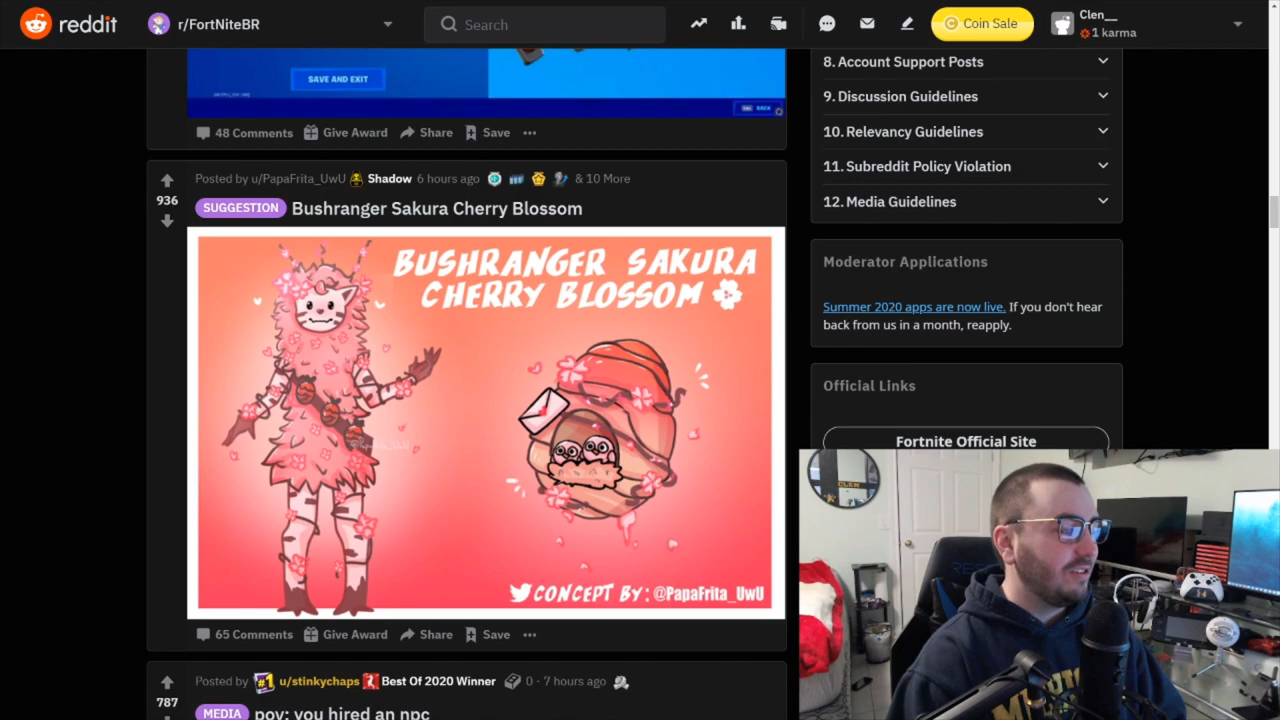 reddit
r/FortNiteBR
Search
Coin Sale
Clen__
1 karma
SAVE AND EXIT
BACK
48 Comments
Give Award
Share
Save
8. Account Support Posts
9. Discussion Guidelines
10. Relevancy Guidelines
11. Subreddit Policy Violation
12. Media Guidelines
936
Posted by u/PapaFrita_UwU Shadow 6 hours ago & 10 More
SUGGESTION Bushranger Sakura Cherry Blossom
BUSHRANGER SAKURA
CHERRY BLOSSOM
@PapaFrita_UwU
CONCEPT BY: @PAPAFRITA_UWU
65 Comments
Give Award
Share
Save
Moderator Applications
Summer 2020 apps are now live. If you don't hear
back from us in a month, reapply.
Official Links
Fortnite Official Site
CLEM
787
Posted by #1 u/stinkychaps Best Of 2020 Winner 0 · 7 hours ago
MEDIA pov: you hired an npc